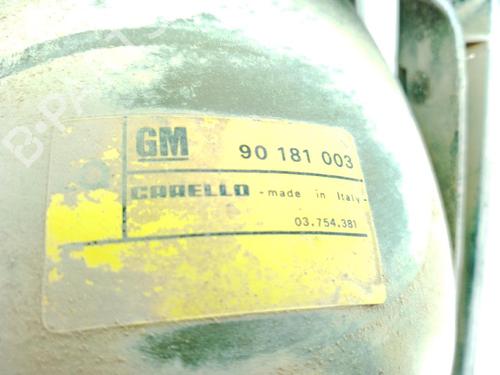 GM 90 181 003
CARELLO - made in Italy -
03.754.381
B-PARTS